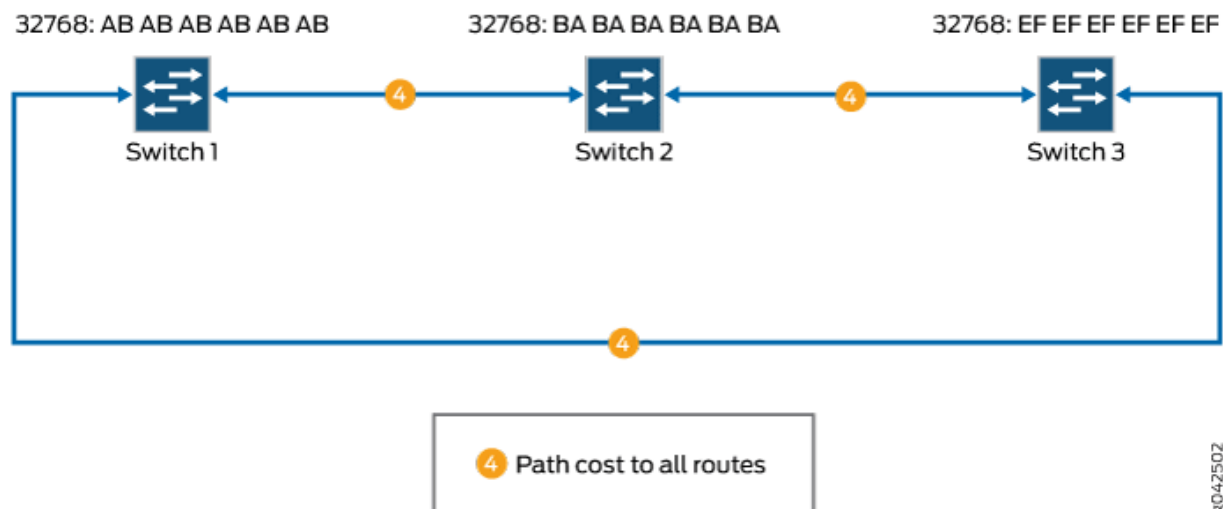 32768: AB AB AB AB AB AB
32768: BA BA BA BA BA BA
32768: EF EF EF EF EF EF
4
4
Switch 1
Switch 2
Switch 3
4
4 Path cost to all routes